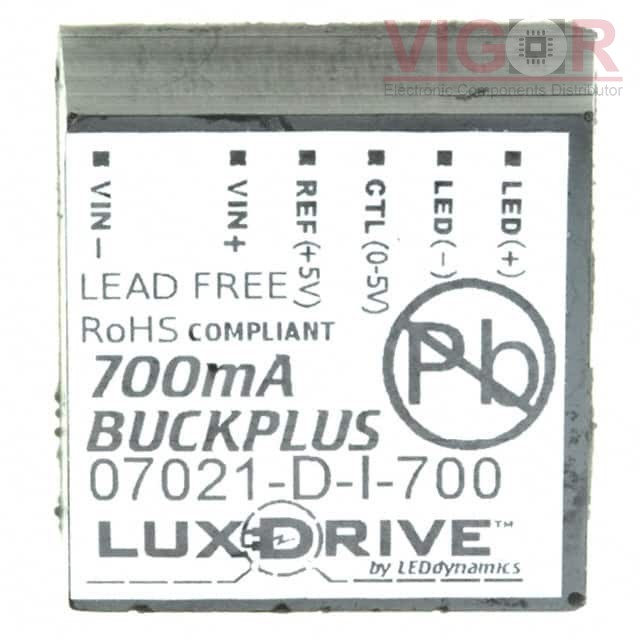 VIGOR
Electronic Components Distributor
VIN-
VIN+
REF(+5V)
CTL(0-5V)
LED(-)
LED(+)
LEAD FREE
RoHS COMPLIANT
Pb
700mA
BUCKPLUS
07021-D-I-700
LUXDRIVE™
by LEDdynamics